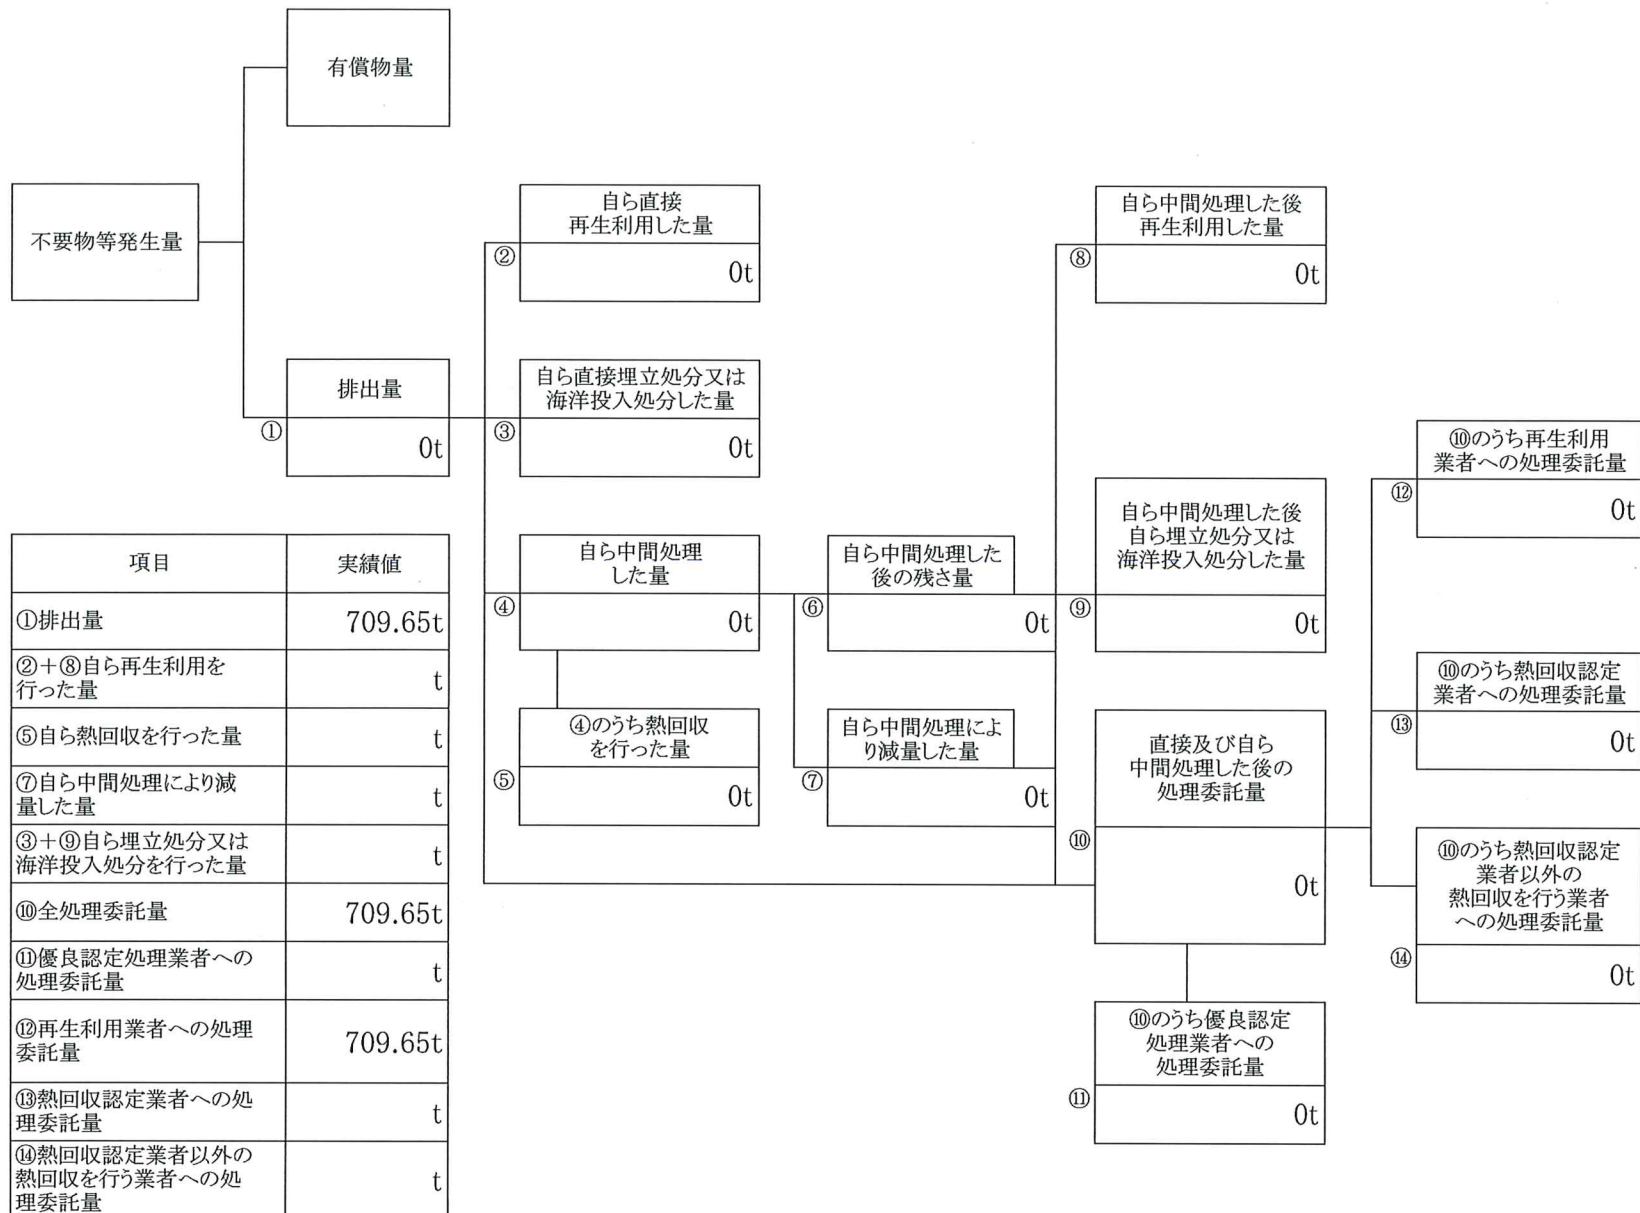 有償物量
不要物等発生量
自ら直接
再生利用した量
②
0t
自ら中間処理した後
再生利用した量
⑧
0t
排出量
①
0t
自ら直接埋立処分又は
海洋投入処分した量
③
0t
⑩のうち再生利用
業者への処理委託量
⑫
0t
自ら中間処理
した量
④
0t
自ら中間処理した
後の残さ量
⑥
0t
自ら中間処理した後
自ら埋立処分又は
海洋投入処分した量
⑨
0t
⑩のうち熱回収認定
業者への処理委託量
⑬
0t
④のうち熱回収
を行った量
⑤
0t
自ら中間処理によ
り減量した量
⑦
0t
直接及び自ら
中間処理した後の
処理委託量
⑩
0t
⑩のうち熱回収認定
業者以外の
熱回収を行う業者
への処理委託量
⑭
0t
⑩のうち優良認定
処理業者への
処理委託量
⑪
0t
項目 実績値
①排出量 709.65t
②+⑧自ら再生利用を
行った量 t
⑤自ら熱回収を行った量 t
⑦自ら中間処理により減
量した量 t
③+⑨自ら埋立処分又は
海洋投入処分を行った量 t
⑩全処理委託量 709.65t
⑪優良認定処理業者への
処理委託量 t
⑫再生利用業者への処理
委託量 709.65t
⑬熱回収認定業者への処
理委託量 t
⑭熱回収認定業者以外の
熱回収を行う業者への処
理委託量 t